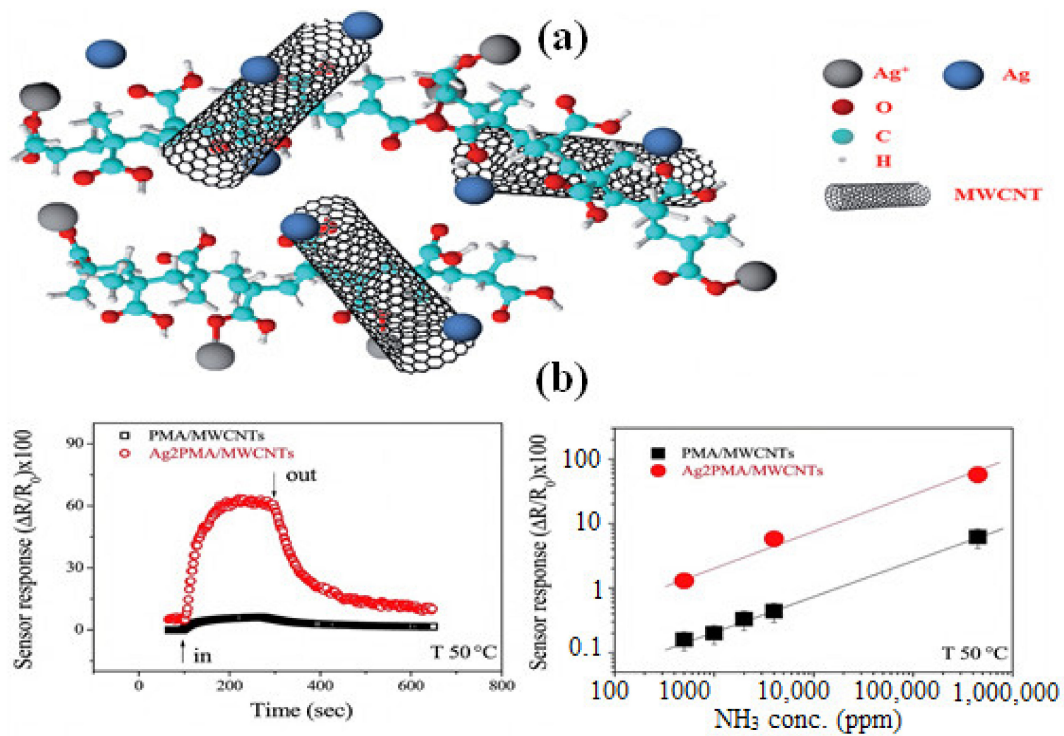 (a)
Ag⁺
Ag
O
C
H
MWCNT
(b)
Sensor response (ΔR/R₀)x100
90
60
30
0
PMA/MWCNTs
Ag2PMA/MWCNTs
out
in
T 50 °C
0
200
400
600
800
Time (sec)
Sensor response (ΔR/R₀)x100
100
10
1
0.1
PMA/MWCNTs
Ag2PMA/MWCNTs
T 50 °C
100
1000
10,000
100,000
1,000,000
NH₃ conc. (ppm)